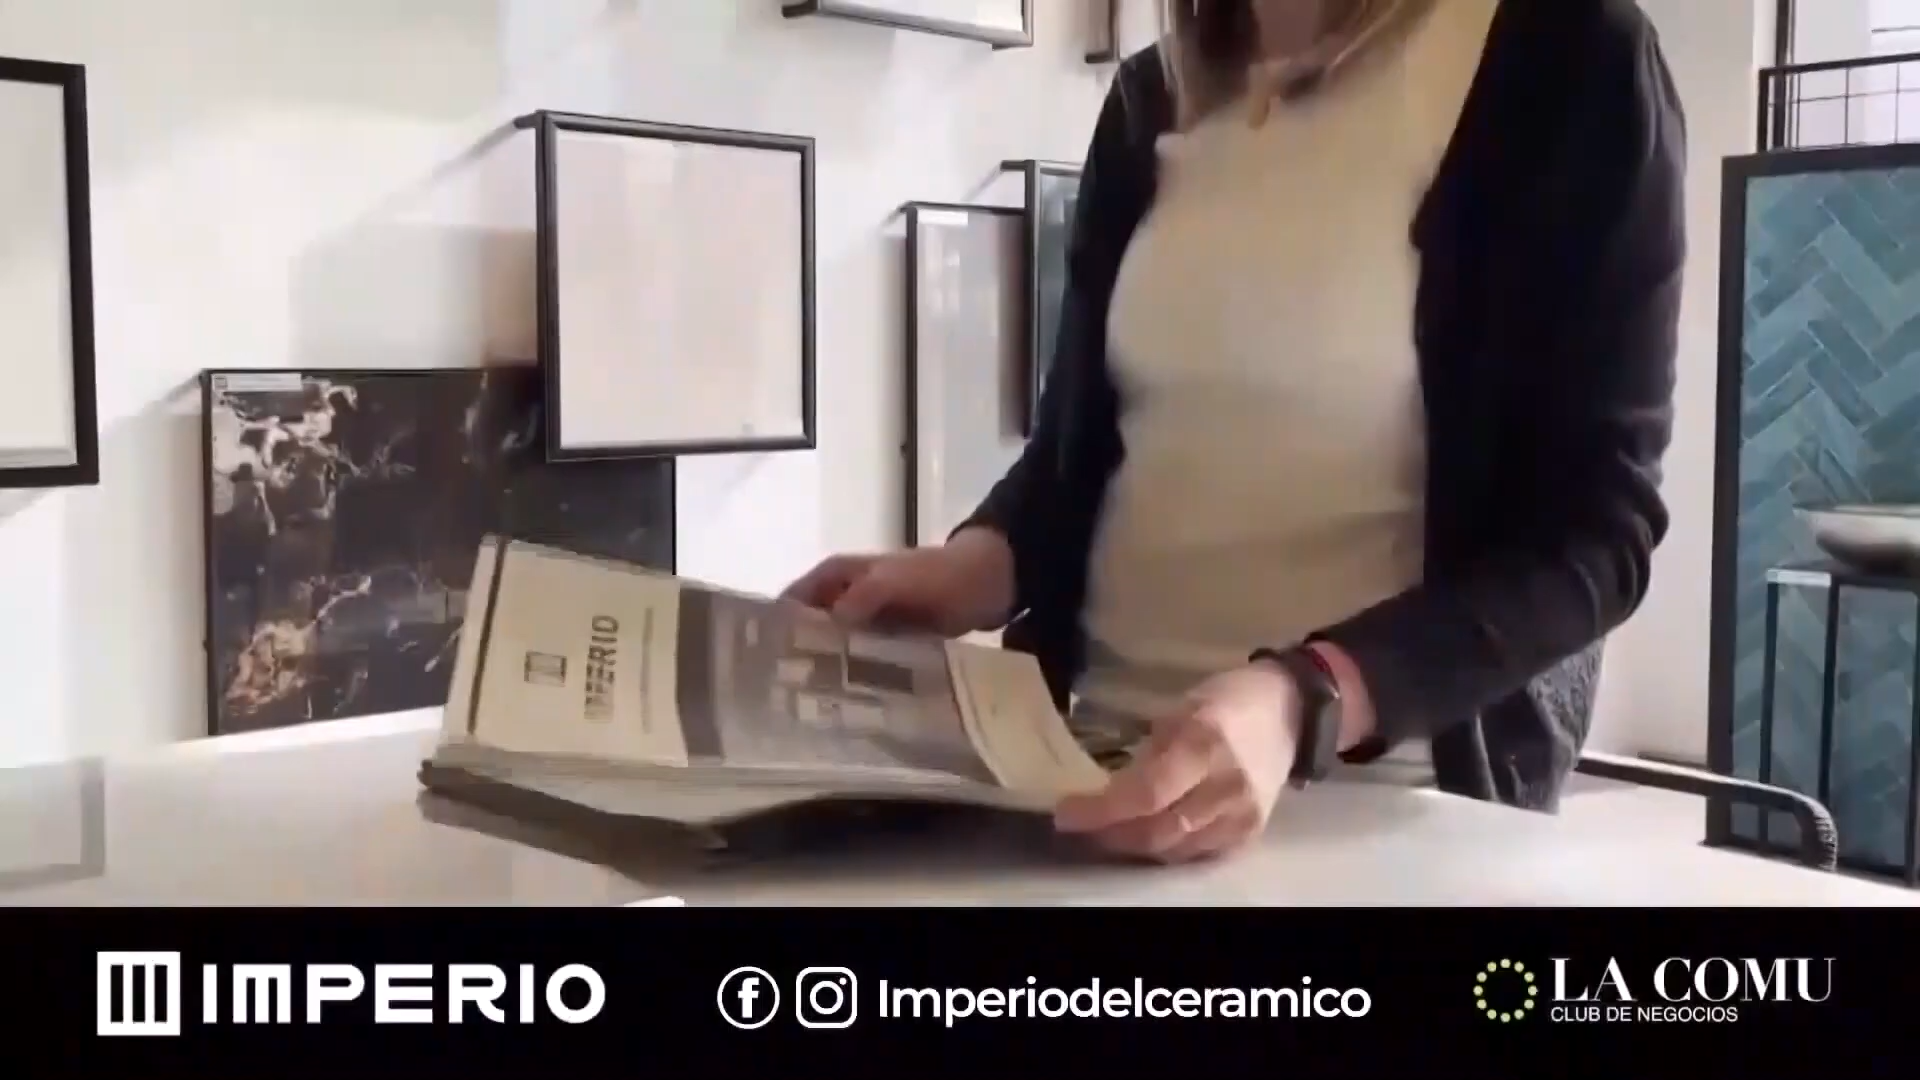 IMPERIO
IMPERIO
Imperiodelceramico
LA COMU
CLUB DE NEGOCIOS